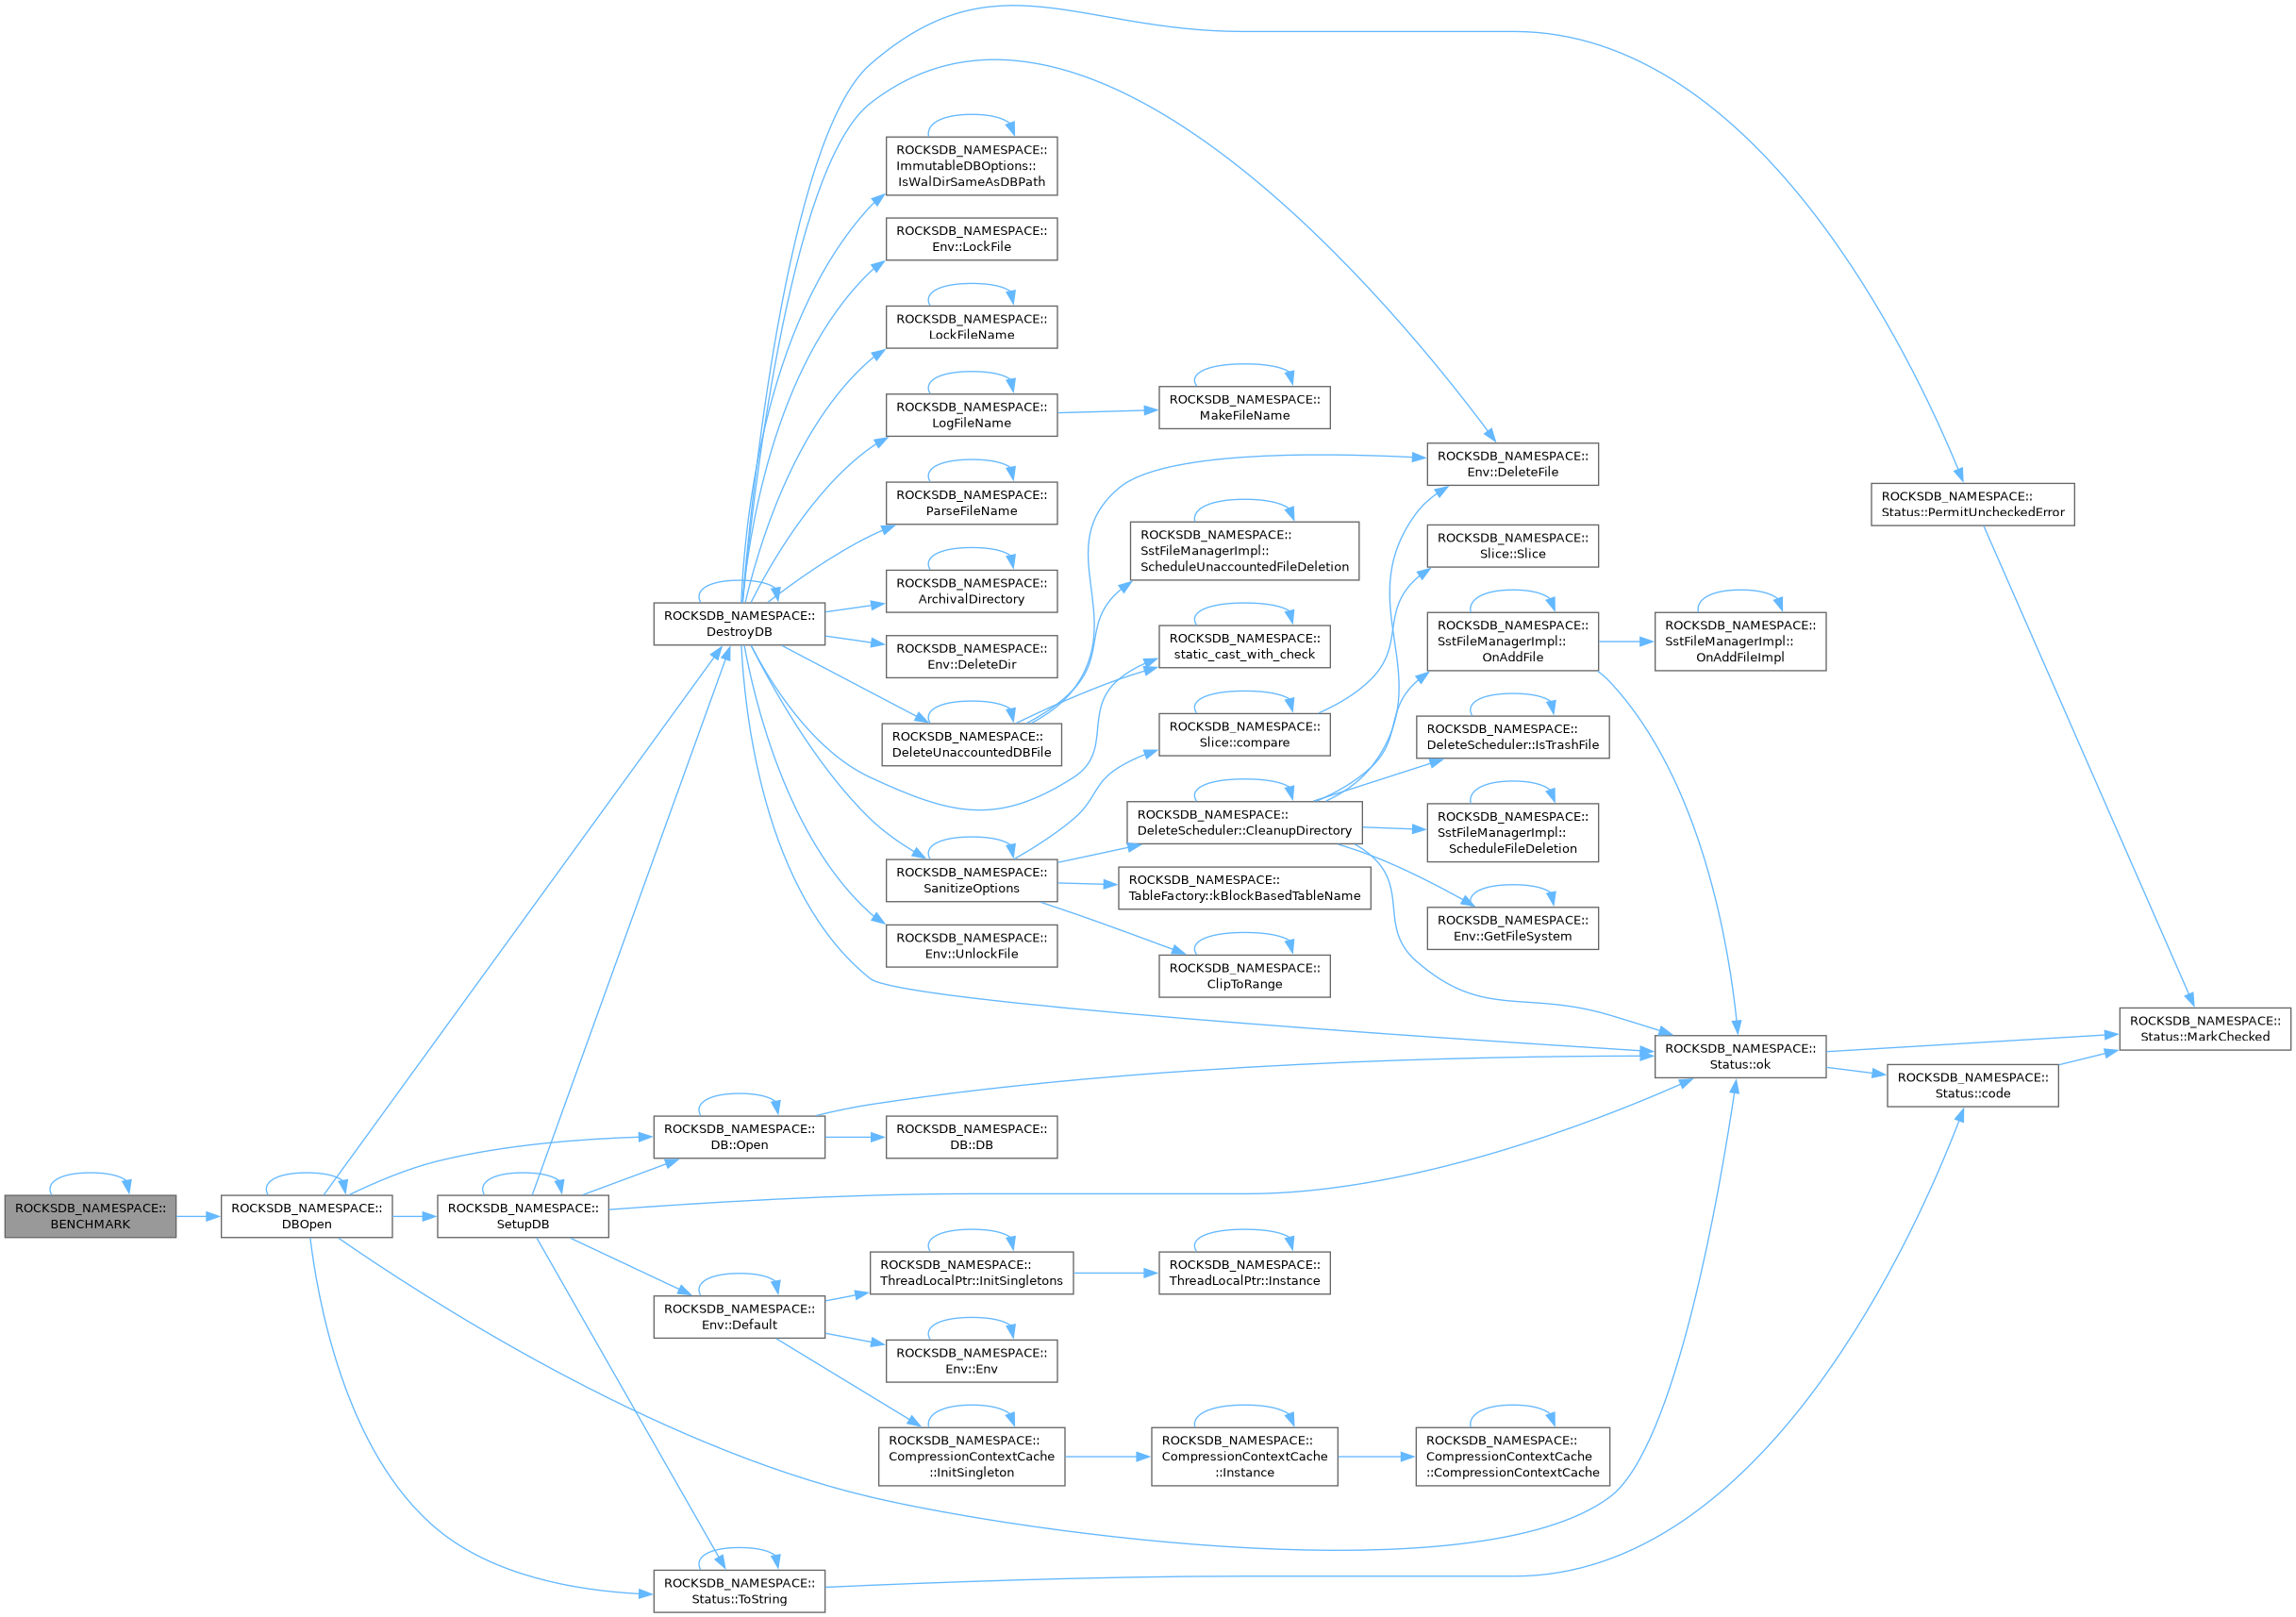 ROCKSDB_NAMESPACE::
BENCHMARK
ROCKSDB_NAMESPACE::
DBOpen
ROCKSDB_NAMESPACE::
SetupDB
ROCKSDB_NAMESPACE::
DestroyDB
ROCKSDB_NAMESPACE::
DB::Open
ROCKSDB_NAMESPACE::
Env::Default
ROCKSDB_NAMESPACE::
Status::ToString
ROCKSDB_NAMESPACE::
ImmutableDBOptions::
IsWalDirSameAsDBPath
ROCKSDB_NAMESPACE::
Env::LockFile
ROCKSDB_NAMESPACE::
LockFileName
ROCKSDB_NAMESPACE::
LogFileName
ROCKSDB_NAMESPACE::
ParseFileName
ROCKSDB_NAMESPACE::
ArchivalDirectory
ROCKSDB_NAMESPACE::
Env::DeleteDir
ROCKSDB_NAMESPACE::
DeleteUnaccountedDBFile
ROCKSDB_NAMESPACE::
SanitizeOptions
ROCKSDB_NAMESPACE::
Env::UnlockFile
ROCKSDB_NAMESPACE::
DB::DB
ROCKSDB_NAMESPACE::
ThreadLocalPtr::InitSingletons
ROCKSDB_NAMESPACE::
Env::Env
ROCKSDB_NAMESPACE::
CompressionContextCache
::InitSingleton
ROCKSDB_NAMESPACE::
MakeFileName
ROCKSDB_NAMESPACE::
SstFileManagerImpl::
ScheduleUnaccountedFileDeletion
ROCKSDB_NAMESPACE::
static_cast_with_check
ROCKSDB_NAMESPACE::
Slice::compare
ROCKSDB_NAMESPACE::
DeleteScheduler::CleanupDirectory
ROCKSDB_NAMESPACE::
TableFactory::kBlockBasedTableName
ROCKSDB_NAMESPACE::
ClipToRange
ROCKSDB_NAMESPACE::
ThreadLocalPtr::Instance
ROCKSDB_NAMESPACE::
CompressionContextCache
::Instance
ROCKSDB_NAMESPACE::
Env::DeleteFile
ROCKSDB_NAMESPACE::
Slice::Slice
ROCKSDB_NAMESPACE::
SstFileManagerImpl::
OnAddFile
ROCKSDB_NAMESPACE::
DeleteScheduler::IsTrashFile
ROCKSDB_NAMESPACE::
SstFileManagerImpl::
ScheduleFileDeletion
ROCKSDB_NAMESPACE::
Env::GetFileSystem
ROCKSDB_NAMESPACE::
CompressionContextCache
::CompressionContextCache
ROCKSDB_NAMESPACE::
SstFileManagerImpl::
OnAddFileImpl
ROCKSDB_NAMESPACE::
Status::ok
ROCKSDB_NAMESPACE::
Status::PermitUncheckedError
ROCKSDB_NAMESPACE::
Status::code
ROCKSDB_NAMESPACE::
Status::MarkChecked